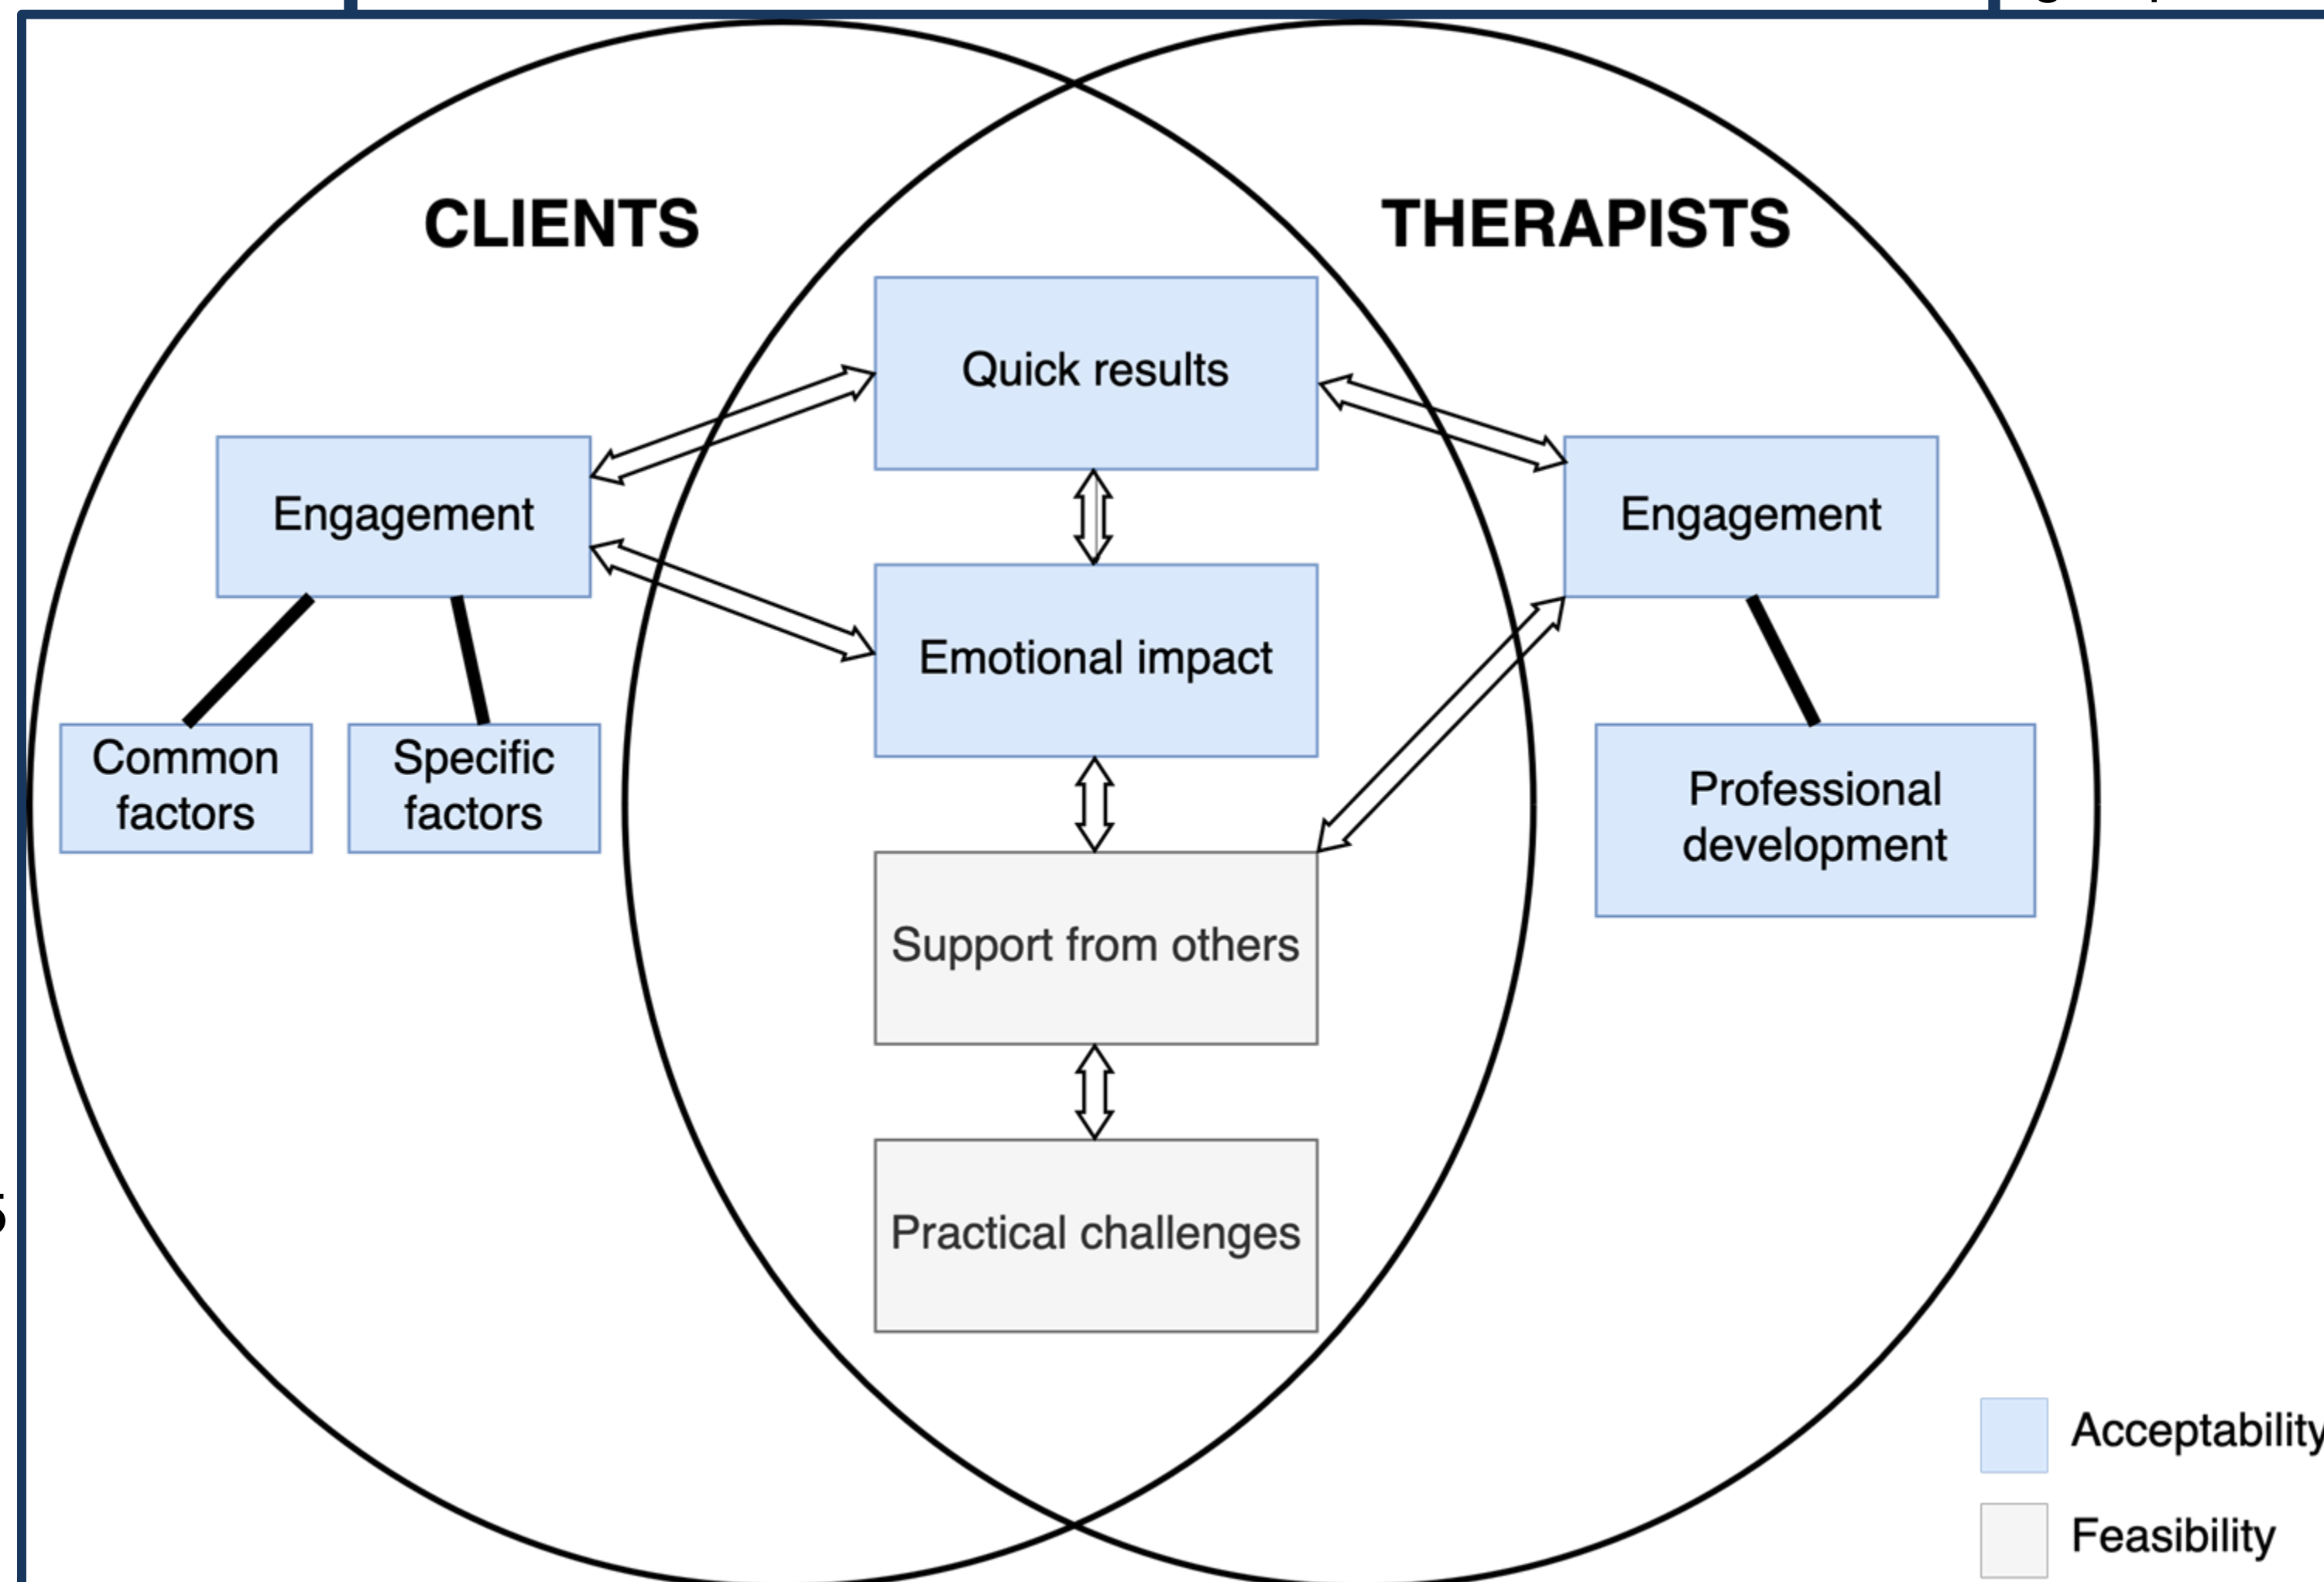 CLIENTS
THERAPISTS
Quick results
Engagement
Engagement
Emotional impact
Common
factors
Specific
factors
Professional
development
Support from others
Practical challenges
Acceptability
Feasibility